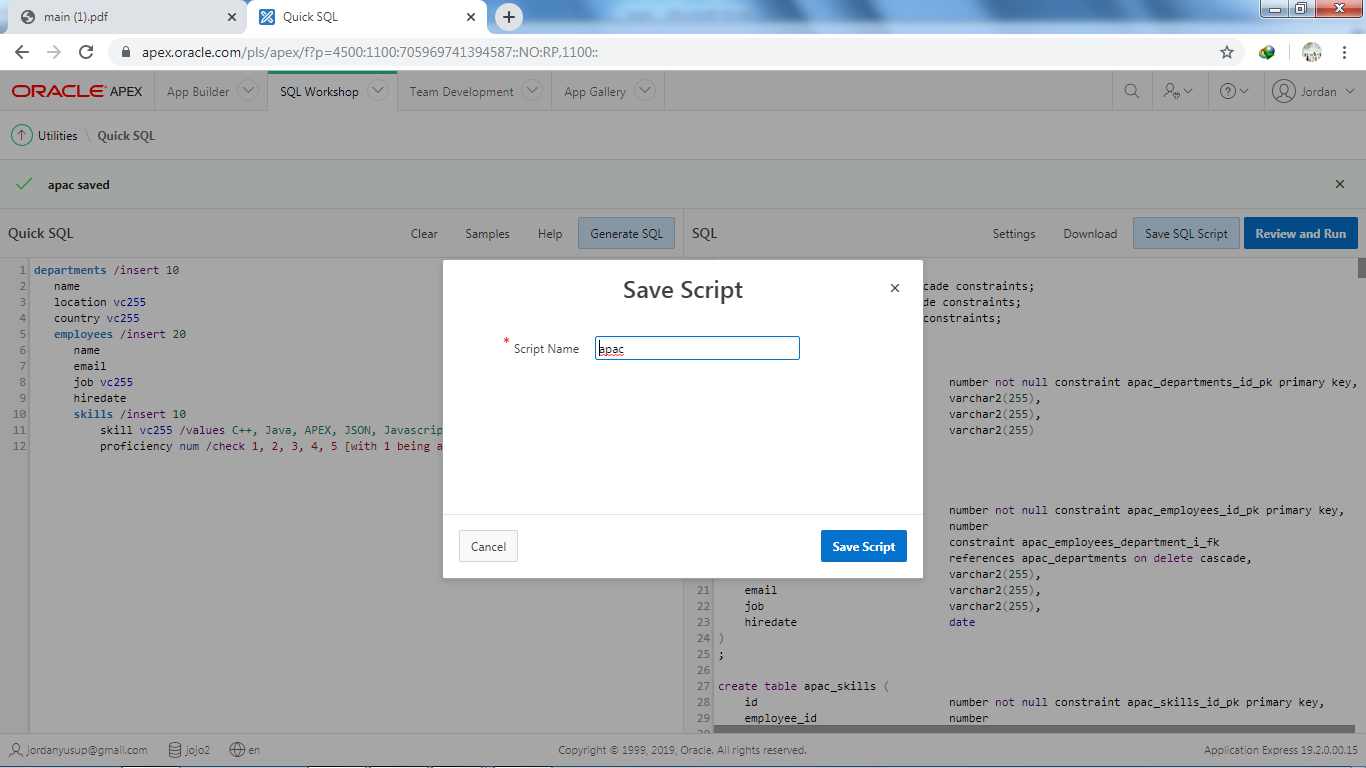 main (1).pdf
Quick SQL
apex.oracle.com/pls/apex/f?p=4500:1100:705969741394587::NO:RP,1100::
ORACLE APEX App Builder SQL Workshop Team Development App Gallery Jordan
Utilities \ Quick SQL
apac saved
Quick SQL Clear Samples Help Generate SQL
SQL Settings Download Save SQL Script Review and Run
1 departments /insert 10
2 name
3 location vc255
4 country vc255
5 employees /insert 20
6 name
7 email
8 job vc255
9 hiredate
10 skills /insert 10
11 skill vc255 /values C++, Java, APEX, JSON, Javascrip
12 proficiency num /check 1, 2, 3, 4, 5 [with 1 being a
Save Script
* Script Name apac
Cancel Save Script
cade constraints;
de constraints;
constraints;
number not null constraint apac_departments_id_pk primary key,
varchar2(255),
varchar2(255),
varchar2(255)
number not null constraint apac_employees_id_pk primary key,
number
constraint apac_employees_department_i_fk
references apac_departments on delete cascade,
varchar2(255),
21 email varchar2(255),
22 job varchar2(255),
23 hiredate date
24 )
25 ;
26
27 create table apac_skills (
28 id number not null constraint apac_skills_id_pk primary key,
29 employee_id number
jordanyusup@gmail.com jojo2 en
Copyright © 1999, 2019, Oracle. All rights reserved.
Application Express 19.2.0.00.15